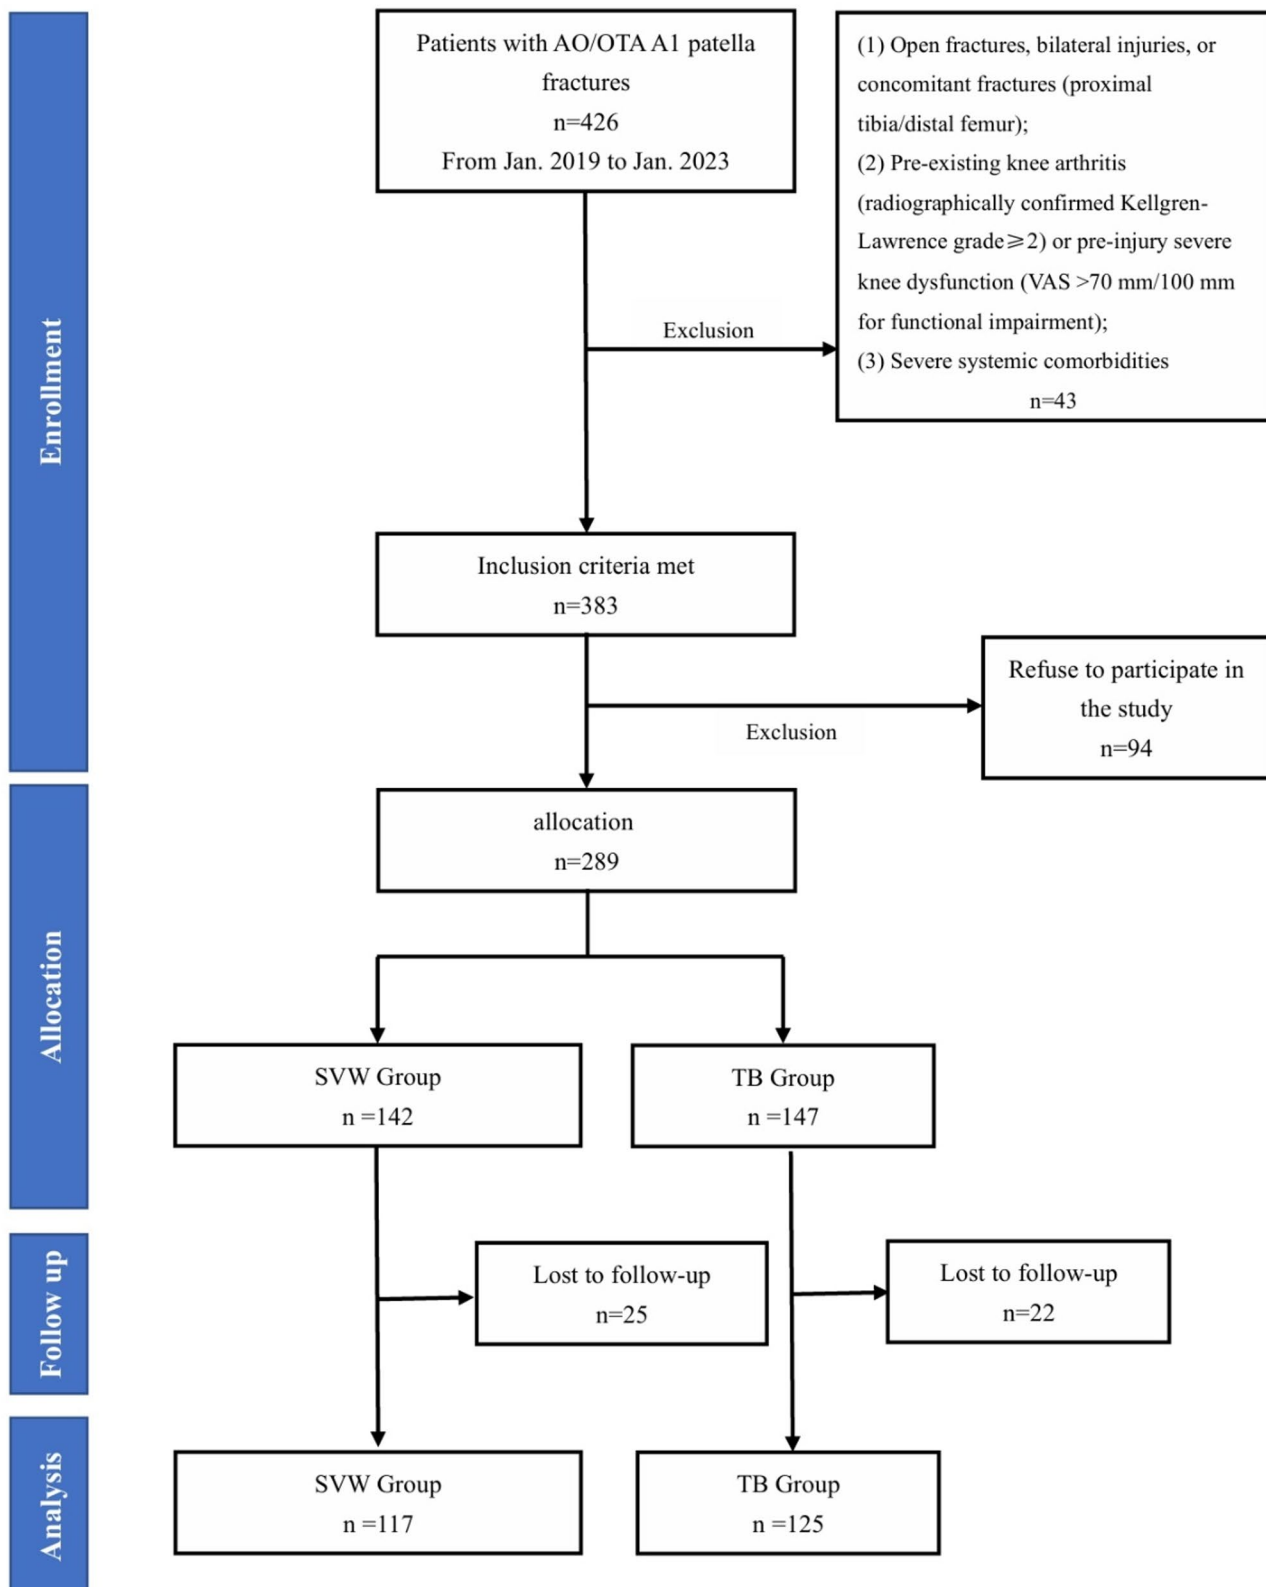 Enrollment
Patients with AO/OTA A1 patella
fractures
n=426
From Jan. 2019 to Jan. 2023
(1) Open fractures, bilateral injuries, or
concomitant fractures (proximal
tibia/distal femur);
(2) Pre-existing knee arthritis
(radiographically confirmed Kellgren-
Lawrence grade≥2) or pre-injury severe
knee dysfunction (VAS >70 mm/100 mm
for functional impairment);
(3) Severe systemic comorbidities
n=43
Exclusion
Inclusion criteria met
n=383
Refuse to participate in
the study
n=94
Exclusion
Allocation
allocation
n=289
SVW Group
n =142
TB Group
n =147
Follow up
Lost to follow-up
n=25
Lost to follow-up
n=22
Analysis
SVW Group
n =117
TB Group
n =125